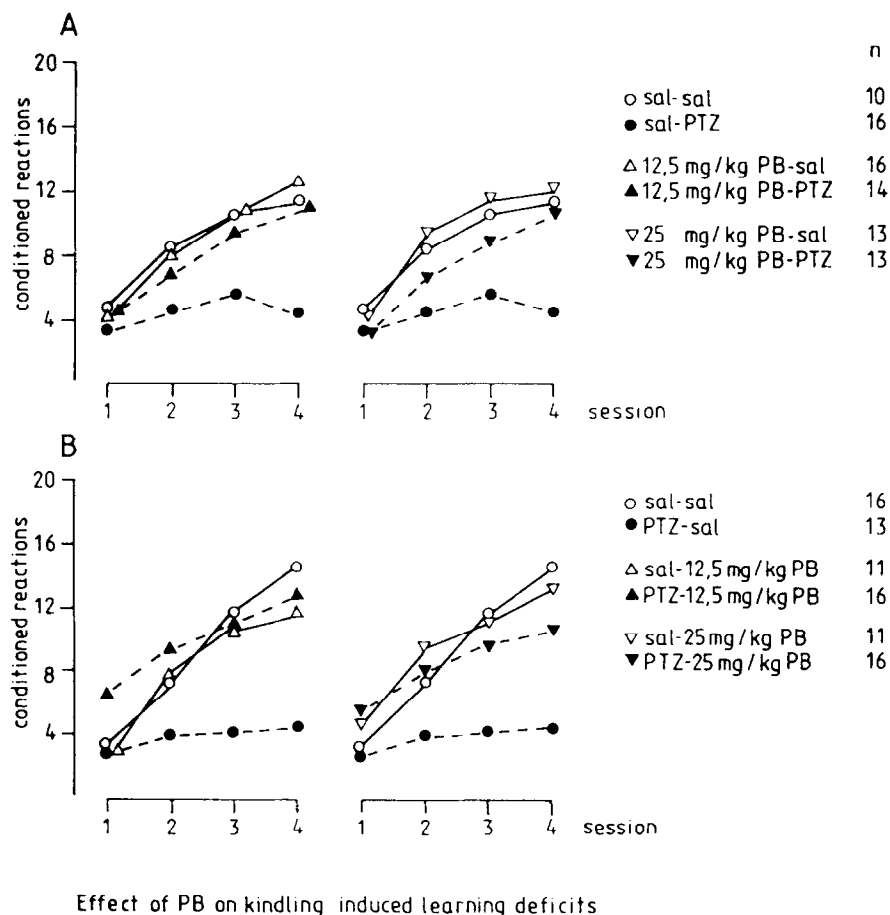 A
n
20
16
12
8
4
conditioned reactions
sal-sal 10
sal-PTZ 16
12,5 mg/kg PB-sal 16
12,5 mg/kg PB-PTZ 14
25 mg/kg PB-sal 13
25 mg/kg PB-PTZ 13
1 2 3 4 1 2 3 4 session
B
20
16
12
8
4
conditioned reactions
sal-sal 16
PTZ-sal 13
sal-12,5 mg/kg PB 11
PTZ-12,5 mg/kg PB 16
sal-25mg/kg PB 11
PTZ-25mg/kg PB 16
1 2 3 4 1 2 3 4 session
Effect of PB on kindling induced learning deficits